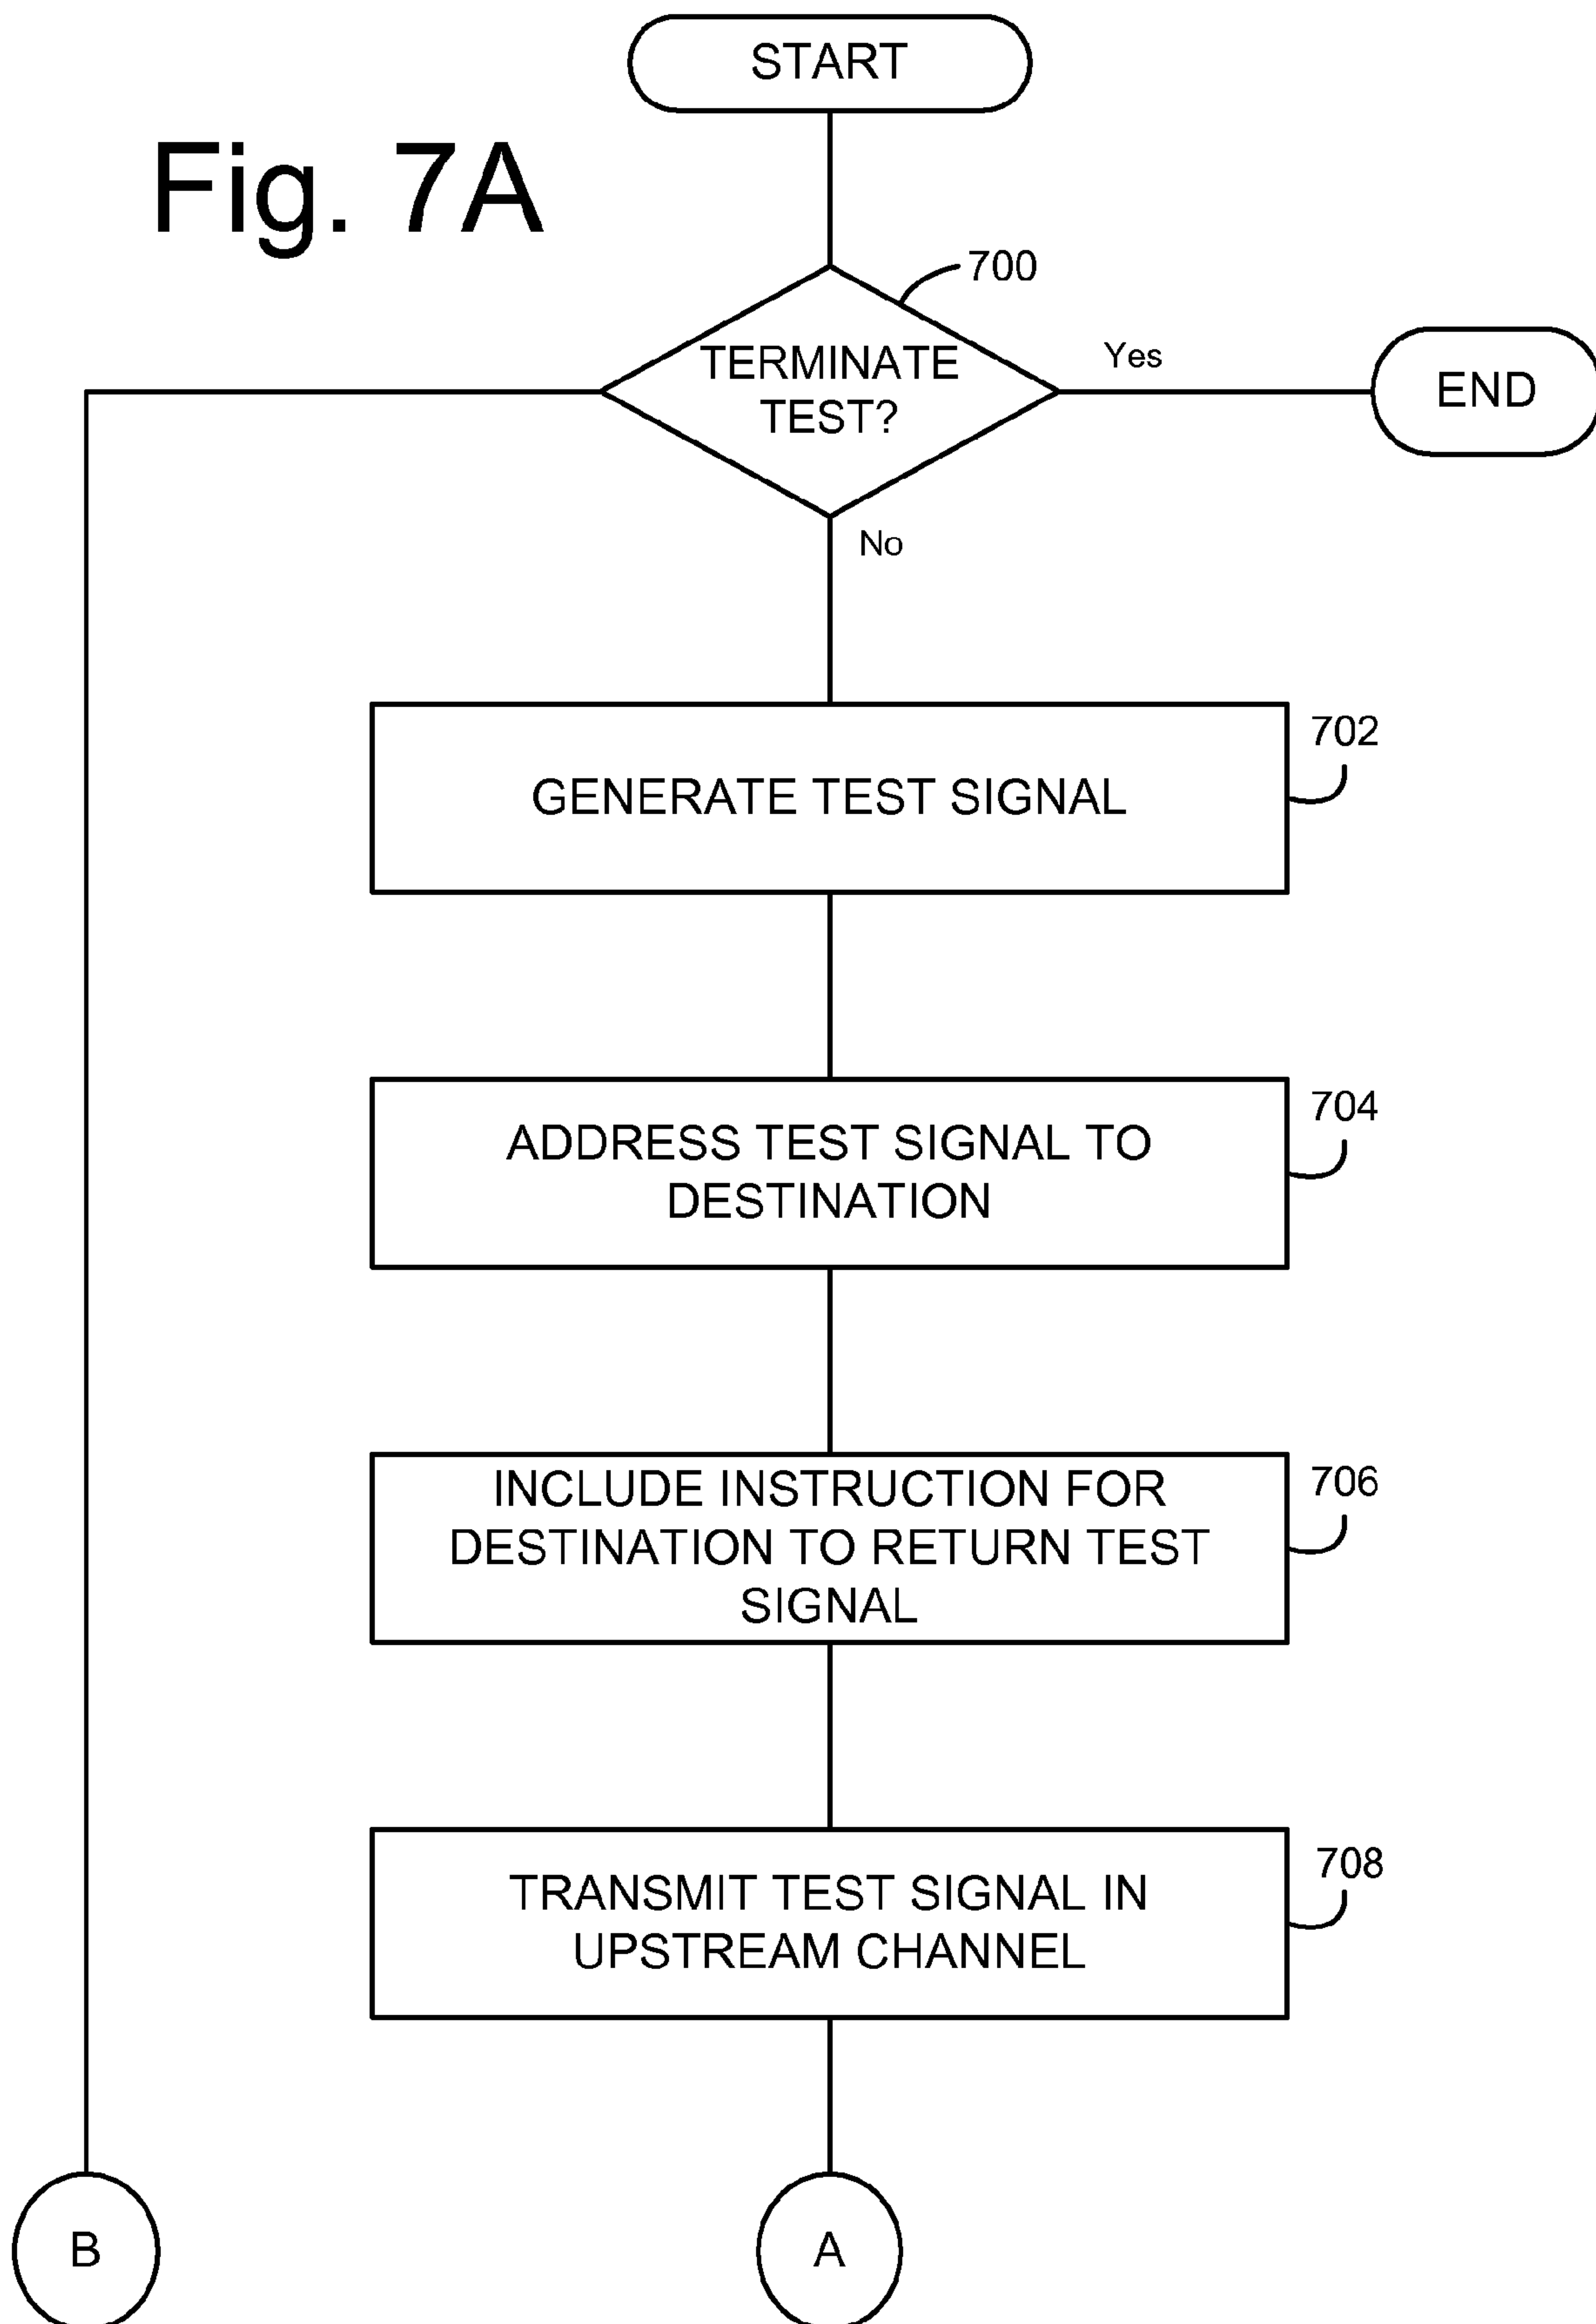 START
Fig. 7A
700
TERMINATE
TEST?
Yes
END
No
702
GENERATE TEST SIGNAL
704
ADDRESS TEST SIGNAL TO
DESTINATION
706
INCLUDE INSTRUCTION FOR
DESTINATION TO RETURN TEST
SIGNAL
708
TRANSMIT TEST SIGNAL IN
UPSTREAM CHANNEL
B
A